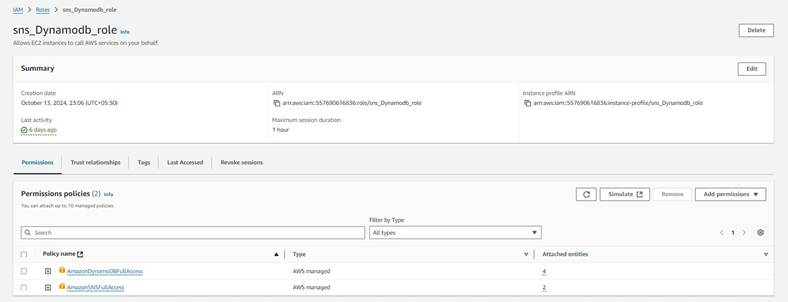 IAM > Roles > sns_Dynamodb_role
sns_Dynamodb_role Info
Allows EC2 instances to call AWS services on your behalf.
Delete
Summary
Edit
Creation date
October 13, 2024, 23:06 (UTC+05:30)
ARN
arn:aws:iam::557690616836:role/sns_Dynamodb_role
Instance profile ARN
arn:aws:iam::557690616836:instance-profile/sns_Dynamodb_role
Last activity
6 days ago
Maximum session duration
1 hour
Permissions Trust relationships Tags Last Accessed Revoke sessions
Permissions policies (2) Info
You can attach up to 10 managed policies.
Simulate Remove Add permissions
Filter by Type
Search All types 1
Policy name Type Attached entities
AmazonDynamoDBFullAccess AWS managed 4
AmazonSNSFullAccess AWS managed 2